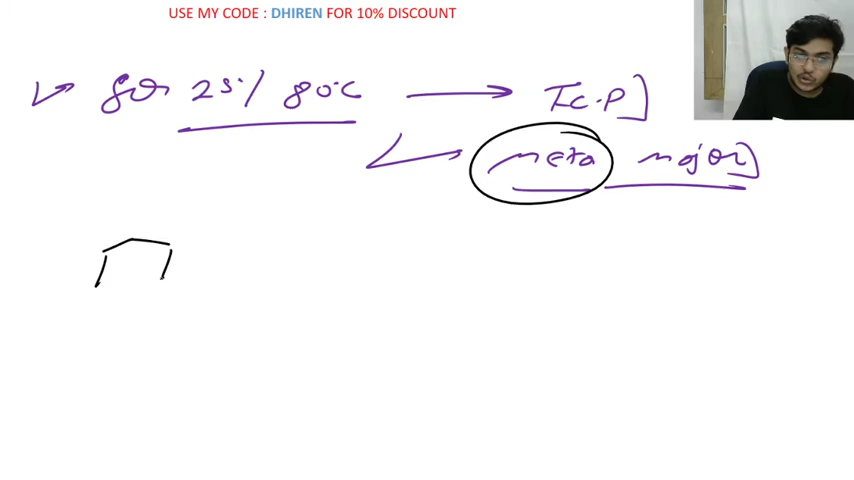 USE MY CODE : DHIREN FOR 10% DISCOUNT
for 25°/ 80°C → T.C.P]
meta major]